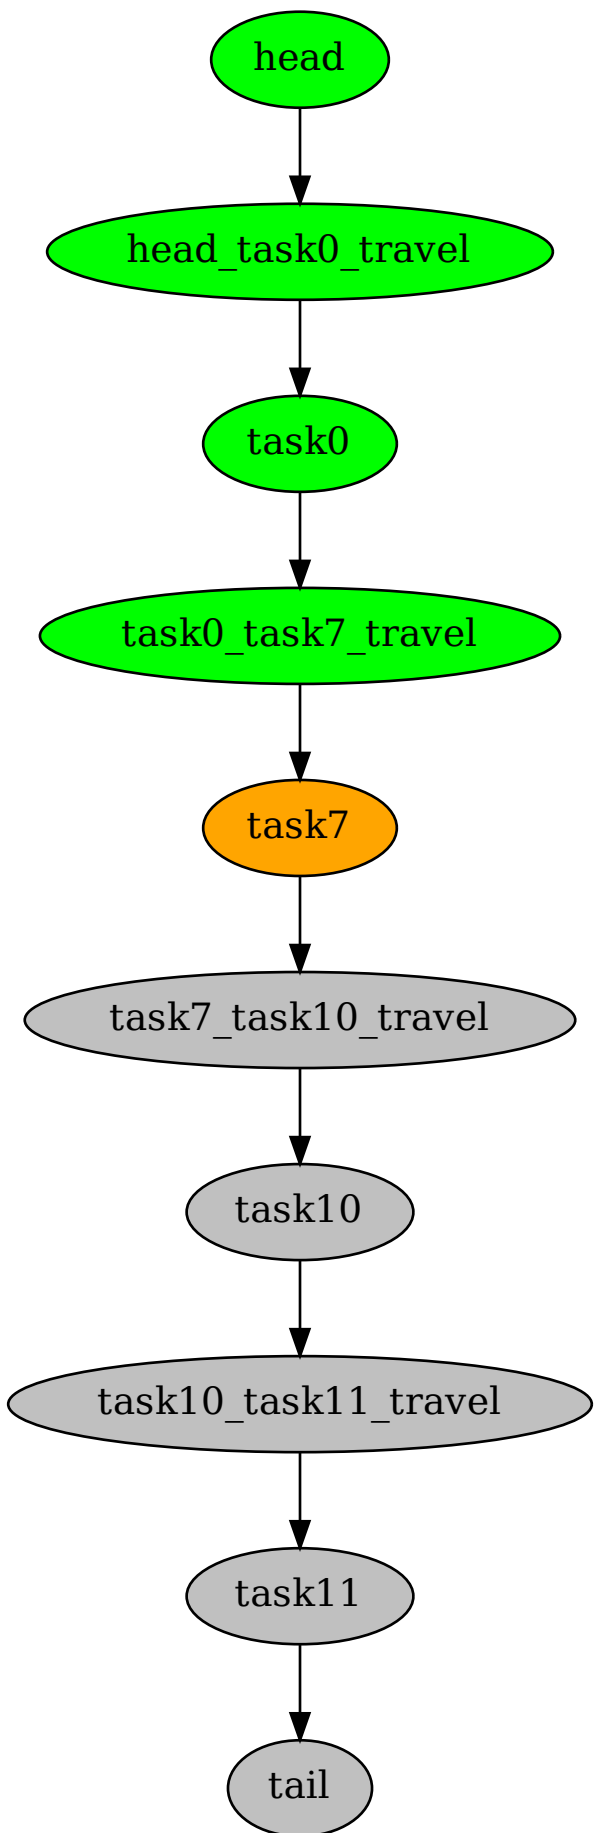 head
head_task0_travel
task0
task0_task7_travel
task7
task7_task10_travel
task10
task10_task11_travel
task11
tail